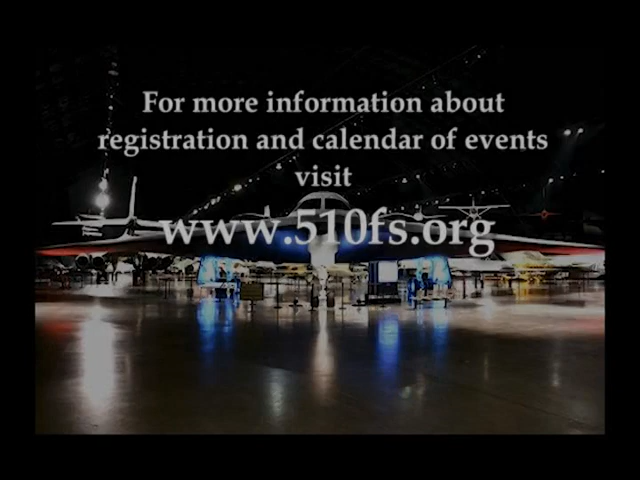 For more information about
registration and calendar of events
visit
www.510fs.org